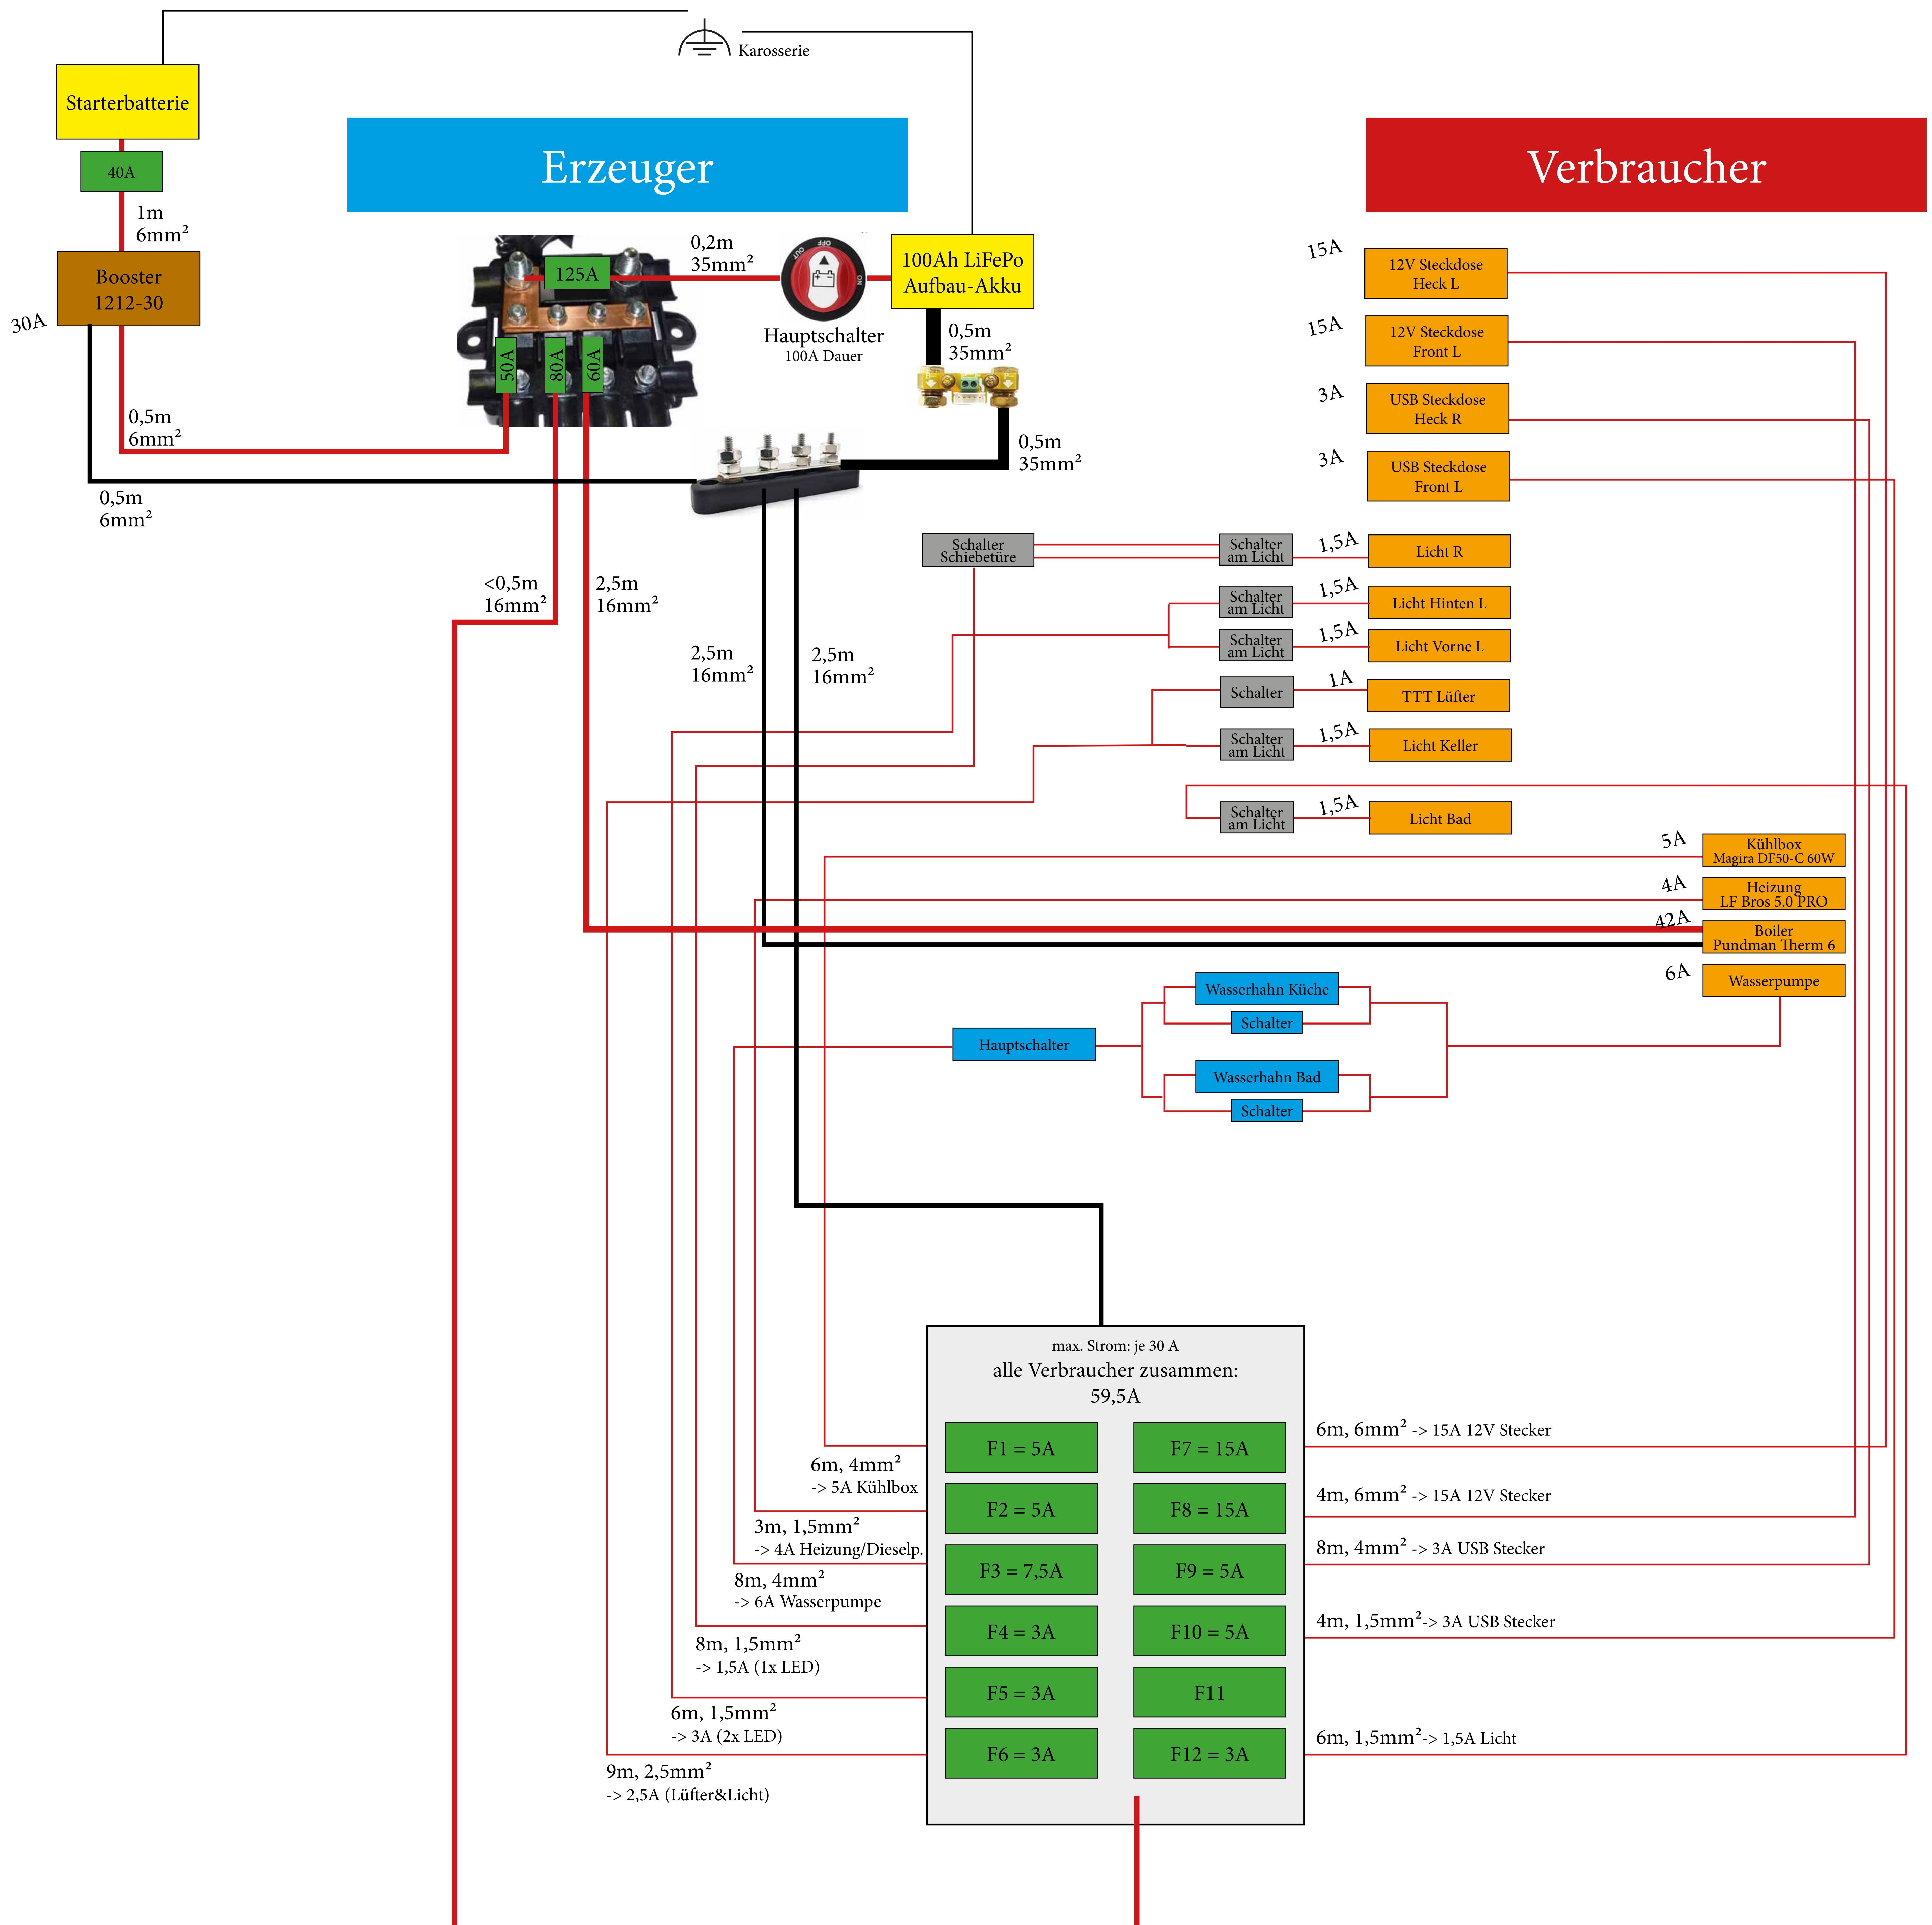 Karosserie
Starterbatterie
40A
1m
6mm²
Booster
1212-30
30A
0,5m
6mm²
0,5m
6mm²
Erzeuger
125A
50A
80A
60A
0,2m
35mm²
OFF
OUT
ON
Hauptschalter
100A Dauer
100Ah LiFePo
Aufbau-Akku
0,5m
35mm²
0,5m
35mm²
<0,5m
16mm²
2,5m
16mm²
2,5m
16mm²
2,5m
16mm²
Verbraucher
15A
12V Steckdose
Heck L
15A
12V Steckdose
Front L
3A
USB Steckdose
Heck R
3A
USB Steckdose
Front L
Schalter
Schiebetüre
Schalter
am Licht
1,5A
Licht R
Schalter
am Licht
1,5A
Licht Hinten L
Schalter
am Licht
1,5A
Licht Vorne L
Schalter
1A
TTT Lüfter
Schalter
am Licht
1,5A
Licht Keller
Schalter
am Licht
1,5A
Licht Bad
5A
Kühlbox
Magira DF50-C 60W
4A
Heizung
LF Bros 5.0 PRO
42A
Boiler
Pundman Therm 6
6A
Wasserpumpe
Wasserhahn Küche
Schalter
Hauptschalter
Wasserhahn Bad
Schalter
max. Strom: je 30 A
alle Verbraucher zusammen:
59,5A
F1 = 5A
F2 = 5A
F3 = 7,5A
F4 = 3A
F5 = 3A
F6 = 3A
F7 = 15A
F8 = 15A
F9 = 5A
F10 = 5A
F11
F12 = 3A
6m, 4mm²
-> 5A Kühlbox
3m, 1,5mm²
-> 4A Heizung/Dieselp.
8m, 4mm²
-> 6A Wasserpumpe
8m, 1,5mm²
-> 1,5A (1x LED)
6m, 1,5mm²
-> 3A (2x LED)
9m, 2,5mm²
-> 2,5A (Lüfter&Licht)
6m, 6mm² -> 15A 12V Stecker
4m, 6mm² -> 15A 12V Stecker
8m, 4mm² -> 3A USB Stecker
4m, 1,5mm²-> 3A USB Stecker
6m, 1,5mm²-> 1,5A Licht